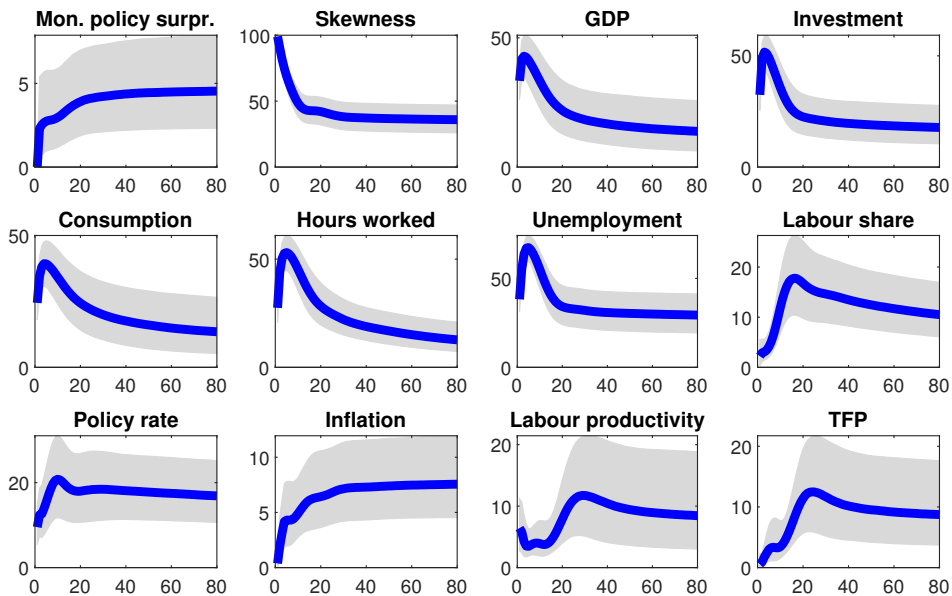 Mon. policy surpr. Skewness GDP Investment
5 0
0 20 40 60 80
100 50 0
0 20 40 60 80
50 0
0 20 40 60 80
50 0
0 20 40 60 80
Consumption Hours worked Unemployment Labour share
50 0
0 20 40 60 80
50 0
0 20 40 60 80
50 0
0 20 40 60 80
20 10 0
0 20 40 60 80
Policy rate Inflation Labour productivity TFP
20 0
0 20 40 60 80
10 5 0
0 20 40 60 80
20 10 0
0 20 40 60 80
20 10 0
0 20 40 60 80